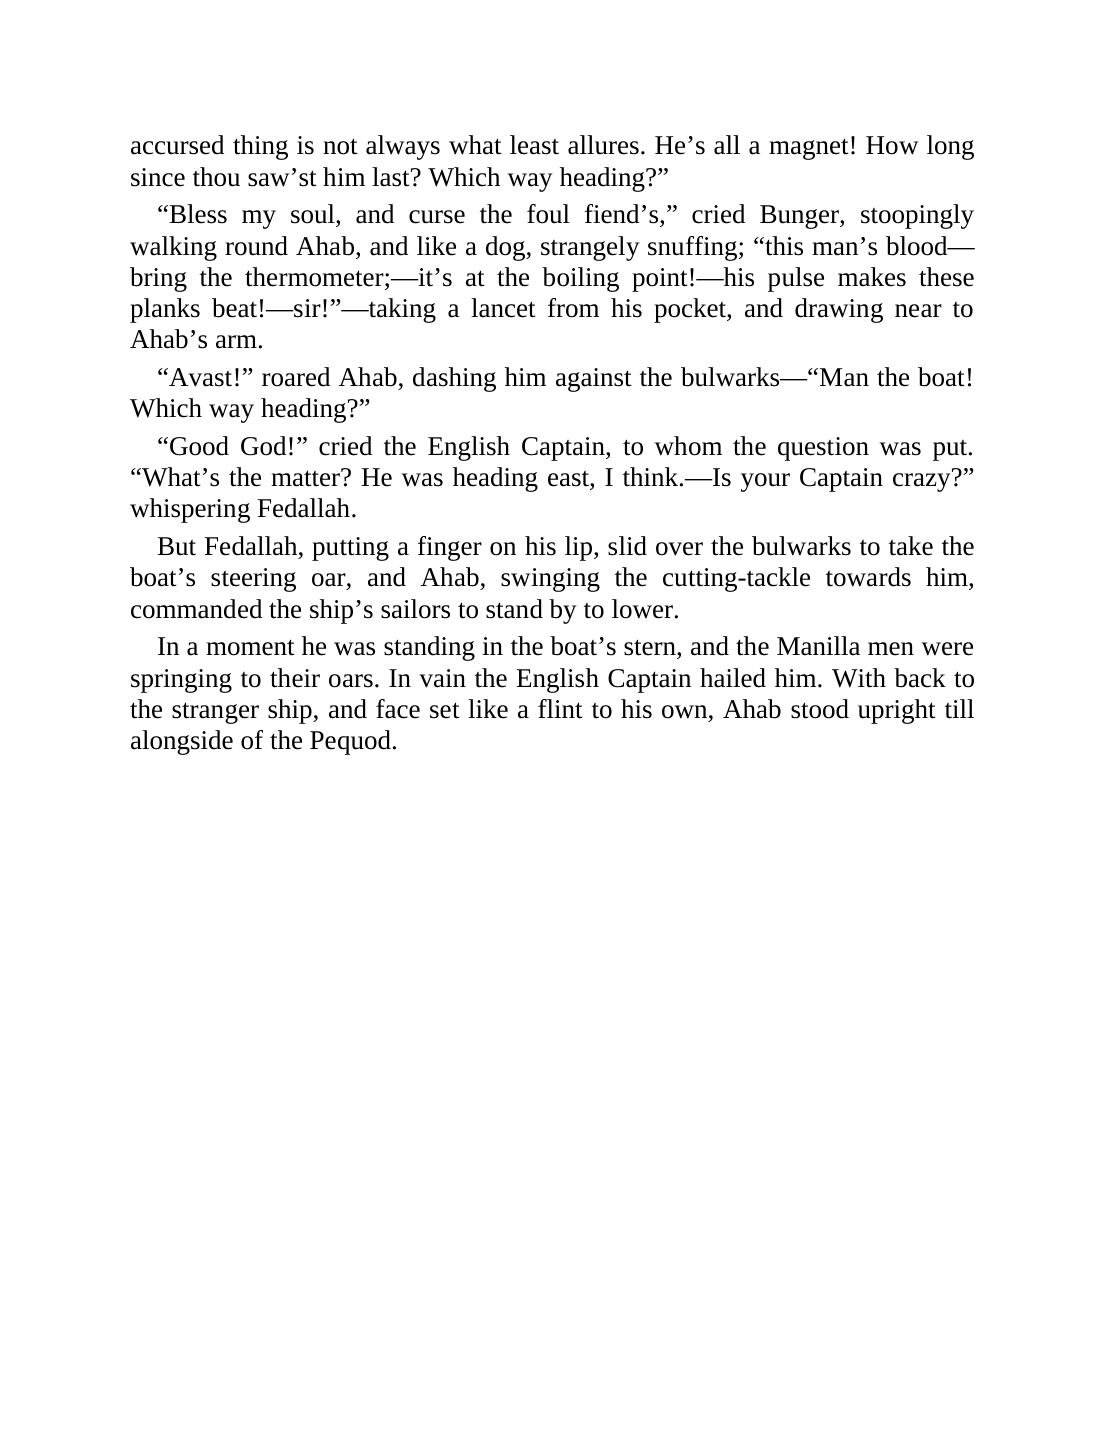 accursed thing is not always what least allures. He’s all a magnet! How long
since thou saw’st him last? Which way heading?”
“Bless my soul, and curse the foul fiend’s,” cried Bunger, stoopingly
walking round Ahab, and like a dog, strangely snuffing; “this man’s blood—
bring the thermometer;—it’s at the boiling point!—his pulse makes these
planks beat!—sir!”—taking a lancet from his pocket, and drawing near to
Ahab’s arm.
“Avast!” roared Ahab, dashing him against the bulwarks—“Man the boat!
Which way heading?”
“Good God!” cried the English Captain, to whom the question was put.
“What’s the matter? He was heading east, I think.—Is your Captain crazy?”
whispering Fedallah.
But Fedallah, putting a finger on his lip, slid over the bulwarks to take the
boat’s steering oar, and Ahab, swinging the cutting-tackle towards him,
commanded the ship’s sailors to stand by to lower.
In a moment he was standing in the boat’s stern, and the Manilla men were
springing to their oars. In vain the English Captain hailed him. With back to
the stranger ship, and face set like a flint to his own, Ahab stood upright till
alongside of the Pequod.